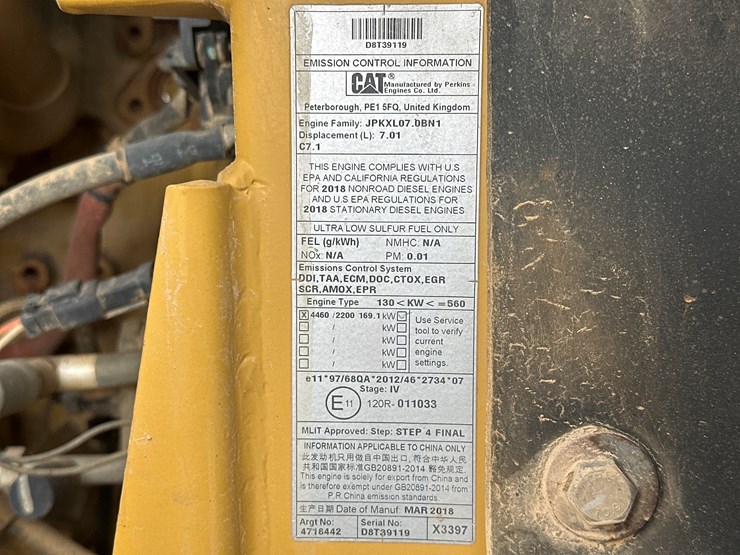 D8T39119
EMISSION CONTROL INFORMATION
CAT® Manufactured by Perkins
Engines Co. Ltd.
Peterborough, PE1 5FQ, United Kingdom
Engine Family: JPKXL07.0BN1
Displacement (L): 7.01
C7.1
THIS ENGINE COMPLIES WITH U.S
EPA AND CALIFORNIA REGULATIONS
FOR 2018 NONROAD DIESEL ENGINES
AND U.S EPA REGULATIONS FOR
2018 STATIONARY DIESEL ENGINES
ULTRA LOW SULFUR FUEL ONLY
FEL (g/kWh) NMHC: N/A
NOx: N/A PM: 0.01
Emissions Control System
DDI,TAA,ECM,DOC,CTOX,EGR
SCR,AMOX,EPR
Engine Type 130<KW<=560
X 4460 /2200 169.1 kW
/ kW
/ kW
/ kW
/ kW
Use Service
tool to verify
current
engine
settings.
e11*97/68QA*2012/46*2734*07
Stage: IV
E11 120R-011033
MLIT Approved: Step: STEP 4 FINAL
INFORMATION APPLICABLE TO CHINA ONLY
此发动机只用做自中国出口, 符合中华人民
共和国国家标准GB20891-2014 豁免规定.
This engine is solely for export from China and
is therefore exempt under GB20891-2014 from
P.R.China emission standards
生产日期 Date of Manuf: MAR 2018
Argt No: Serial No:
4716442 D8T39119 X3397